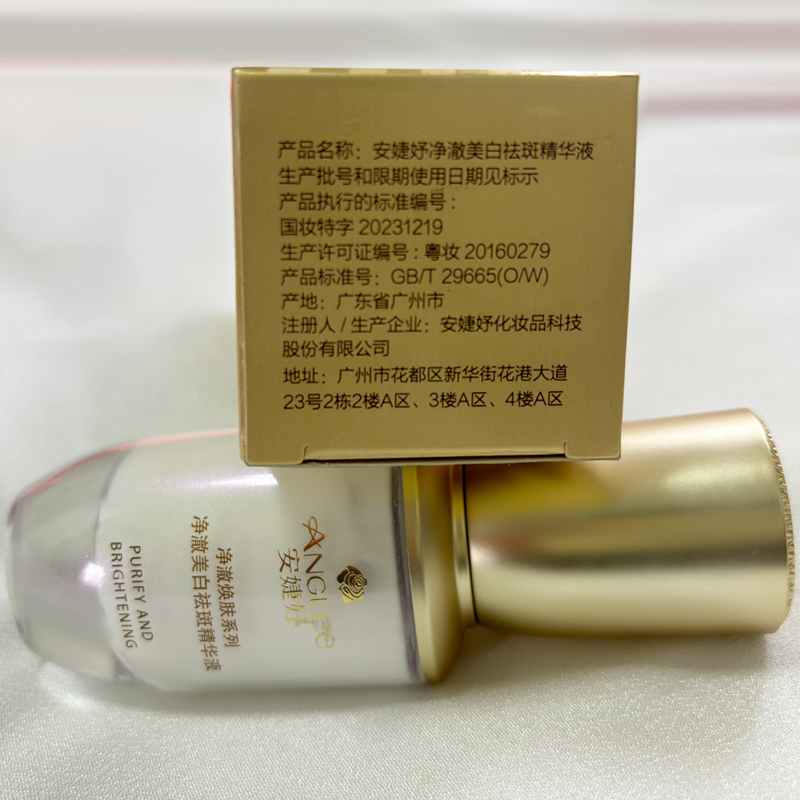 产品名称：安婕妤净澈美白祛斑精华液
生产批号和限期使用日期见标示
产品执行的标准编号：
国妆特字 20231219
生产许可证编号：粤妆 20160279
产品标准号：GB/T 29665(O/W)
产地：广东省广州市
注册人 / 生产企业：安婕妤化妆品科技
股份有限公司
地址：广州市花都区新华街花港大道
23号2栋2楼A区、3楼A区、4楼A区
ANGLEE
安婕妤
净澈焕肤系列
净澈美白祛斑精华液
PURIFY AND
BRIGHTENING